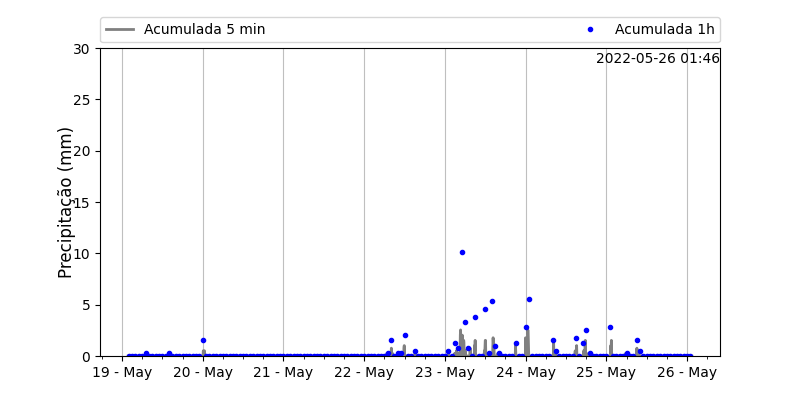 Acumulada 5 min Acumulada 1h
2022-05-26 01:46
Precipitação (mm)
30
25
20
15
10
5
0
19 - May 20 - May 21 - May 22 - May 23 - May 24 - May 25 - May 26 - May